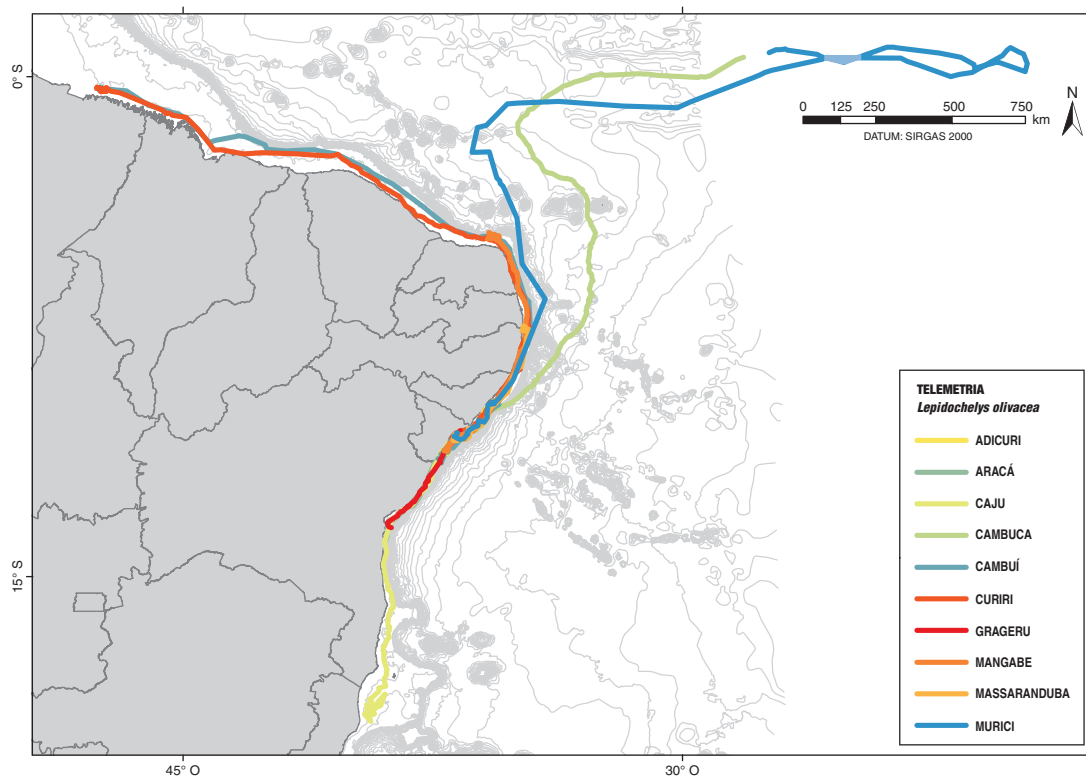 0° S
N
0 125 250 500 750
km
DATUM: SIRGAS 2000
TELEMETRIA
Lepidochelys olivacea
ADICURI
ARACÁ
CAJU
CAMBUCA
CAMBUÍ
CURIRI
GRAGERU
MANGABE
MASSARANDUBA
MURICI
15° S
45° O
30° O